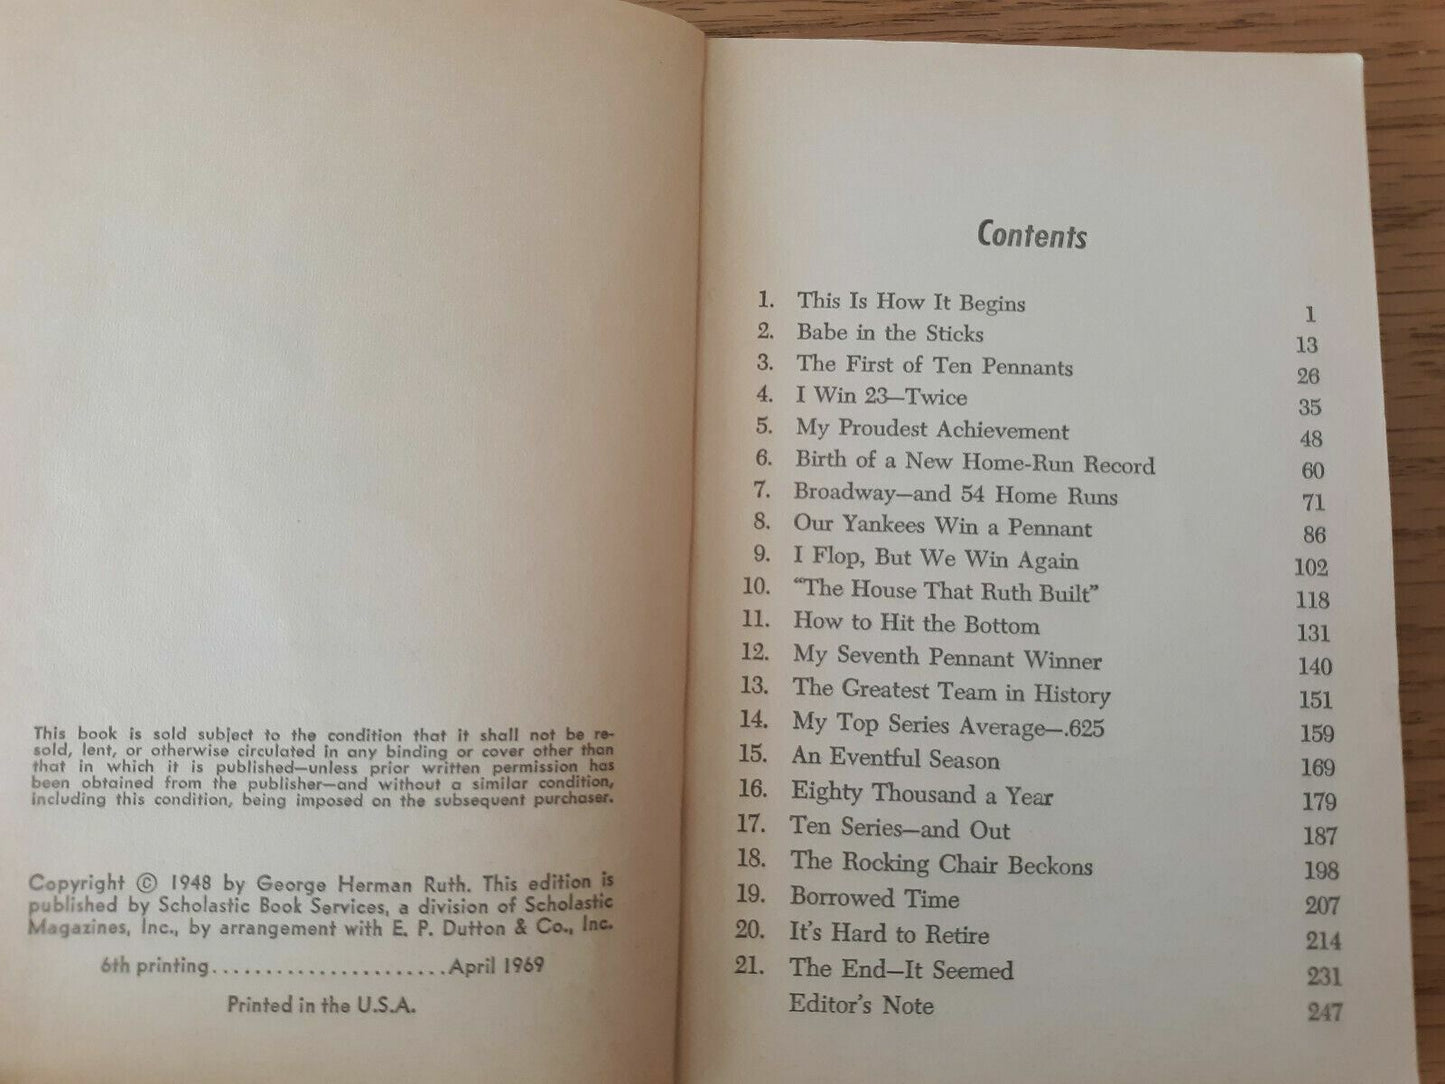 This book is sold subject to the condition that it shall not be re-
sold, lent, or otherwise circulated in any binding or cover other than
that in which it is published—unless prior written permission has
been obtained from the publisher—and without a similar condition,
including this condition, being imposed on the subsequent purchaser.
Copyright © 1948 by George Herman Ruth. This edition is
published by Scholastic Book Services, a division of Scholastic
Magazines, Inc., by arrangement with E. P. Dutton & Co., Inc.
6th printing......................April 1969
Printed in the U.S.A.
Contents
1. This Is How It Begins 1
2. Babe in the Sticks 13
3. The First of Ten Pennants 26
4. I Win 23—Twice 35
5. My Proudest Achievement 48
6. Birth of a New Home-Run Record 60
7. Broadway—and 54 Home Runs 71
8. Our Yankees Win a Pennant 86
9. I Flop, But We Win Again 102
10. “The House That Ruth Built” 118
11. How to Hit the Bottom 131
12. My Seventh Pennant Winner 140
13. The Greatest Team in History 151
14. My Top Series Average—.625 159
15. An Eventful Season 169
16. Eighty Thousand a Year 179
17. Ten Series—and Out 187
18. The Rocking Chair Beckons 198
19. Borrowed Time 207
20. It's Hard to Retire 214
21. The End—It Seemed 231
Editor's Note 247